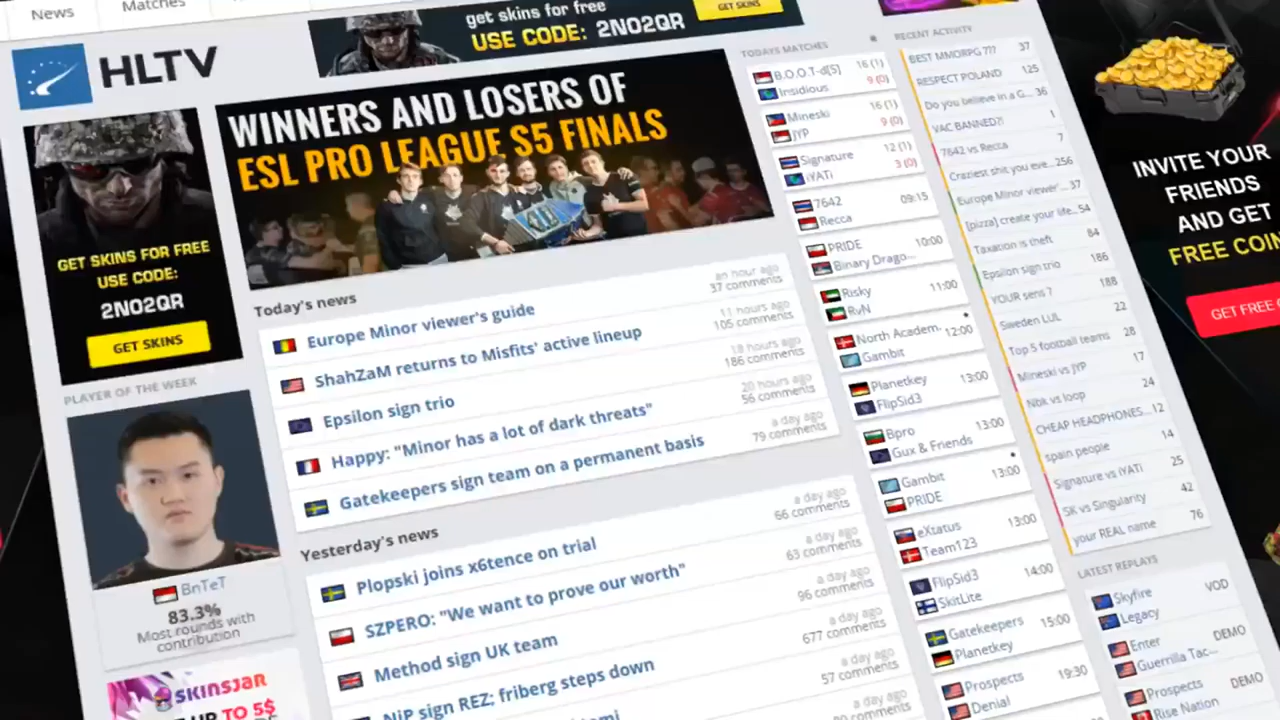 News
Matches
HLTV
get skins for free
USE CODE: 2NO2QR
GET SKINS
GET SKINS FOR FREE
USE CODE:
2NO2QR
GET SKINS
PLAYER OF THE WEEK
BnTeT
83.3%
Most rounds with
contribution
SKINSJAR
UP TO 5$
WINNERS AND LOSERS OF
ESL PRO LEAGUE S5 FINALS
Today's news
Europe Minor viewer's guide
an hour ago
37 comments
ShahZaM returns to Misfits' active lineup
11 hours ago
105 comments
Epsilon sign trio
18 hours ago
186 comments
Happy: "Minor has a lot of dark threats"
20 hours ago
56 comments
Gatekeepers sign team on a permanent basis
a day ago
79 comments
Yesterday's news
Plopski joins x6tence on trial
a day ago
66 comments
SZPERO: "We want to prove our worth"
a day ago
63 comments
Method sign UK team
a day ago
96 comments
NiP sign REZ; friberg steps down
a day ago
677 comments
a day ago
57 comments
a day ago
TODAYS MATCHES
B.O.O.T-d[S] 16 (1)
Insidious 9 (0)
Mineski 16 (1)
JYP 9 (0)
Signature 12 (1)
iYATi 3 (0)
7642
Recca
09:15
PRIDE
Binary Drago...
10:00
Risky
RvN
11:00
North Academ.
Gambit
12:00
Planetkey
FlipSid3
13:00
Bpro
Gux & Friends
13:00
Gambit
PRIDE
13:00
eXtatus
Team123
13:00
FlipSid3
SkitLite
14:00
Gatekeepers
Planetkey
15:00
Prospects
Denial
19:30
RECENT ACTIVITY
BEST MMORPG ??? 37
RESPECT POLAND 125
Do you believe in a G... 36
VAC BANNED?! 1
7642 vs Recca 7
Craziest shit you eve... 256
Europe Minor viewer'... 37
[pizza] create your life... 54
Taxation is theft 84
Epsilon sign trio 186
YOUR sens ? 188
Sweden LUL 22
Top 5 football teams 28
Mineski vs JYP 17
Nbk vs loop 24
CHEAP HEADPHONES... 12
spain people 14
Signature vs iYATi 25
SK vs Singularity 42
your REAL name 76
LATEST REPLAYS
Skyfire
Legacy
VOD
Enter
Guerrilla Tac...
DEMO
Prospects
Rise Nation
DEMO
INVITE YOUR
FRIENDS
AND GET
FREE COIN
GET FREE